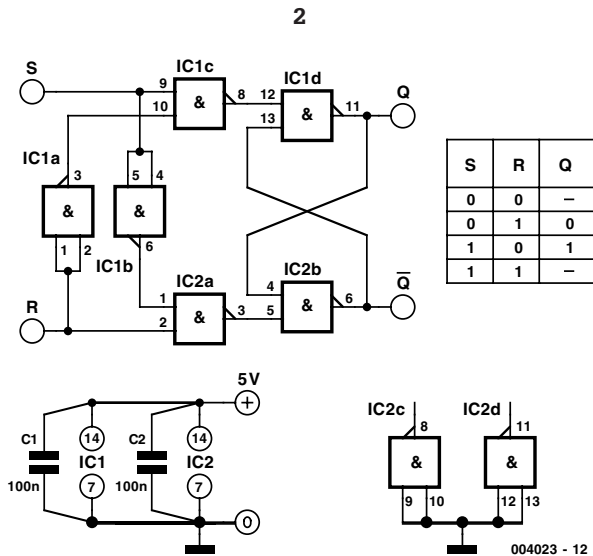 2
S
IC1c
IC1d
Q
9
10
&
8
12
13
&
11
IC1a
3
&
1 2
5 4
&
6
IC1b
S R Q
0 0 –
0 1 0
1 0 1
1 1 –
R
IC2a
1
2
&
3
IC2b
4
5
&
6
Q̅
5V
+
C1
100n
14
IC1
7
C2
100n
14
IC2
7
0
IC2c
8
&
9 10
IC2d
11
&
12 13
004023 - 12